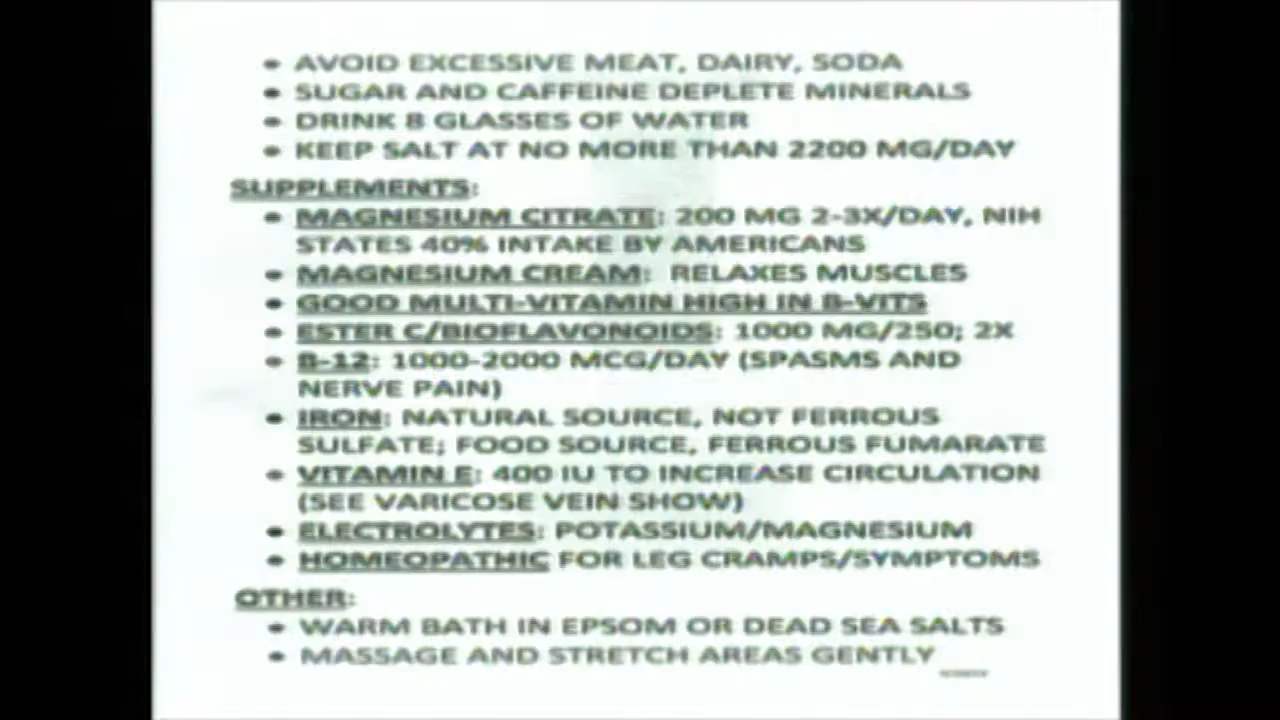 • AVOID EXCESSIVE MEAT, DAIRY, SODA
• SUGAR AND CAFFEINE DEPLETE MINERALS
• DRINK 8 GLASSES OF WATER
• KEEP SALT AT NO MORE THAN 2200 MG/DAY
SUPPLEMENTS:
• MAGNESIUM CITRATE: 200 MG 2-3X/DAY, NIH
STATES 40% INTAKE BY AMERICANS
• MAGNESIUM CREAM: RELAXES MUSCLES
• GOOD MULTI-VITAMIN HIGH IN B-VITS
• ESTER C/BIOFLAVONOIDS: 1000 MG/250; 2X
• B-12: 1000-2000 MCG/DAY (SPASMS AND
NERVE PAIN)
• IRON: NATURAL SOURCE, NOT FERROUS
SULFATE; FOOD SOURCE, FERROUS FUMARATE
• VITAMIN E: 400 IU TO INCREASE CIRCULATION
(SEE VARICOSE VEIN SHOW)
• ELECTROLYTES: POTASSIUM/MAGNESIUM
• HOMEOPATHIC FOR LEG CRAMPS/SYMPTOMS
OTHER:
• WARM BATH IN EPSOM OR DEAD SEA SALTS
• MASSAGE AND STRETCH AREAS GENTLY